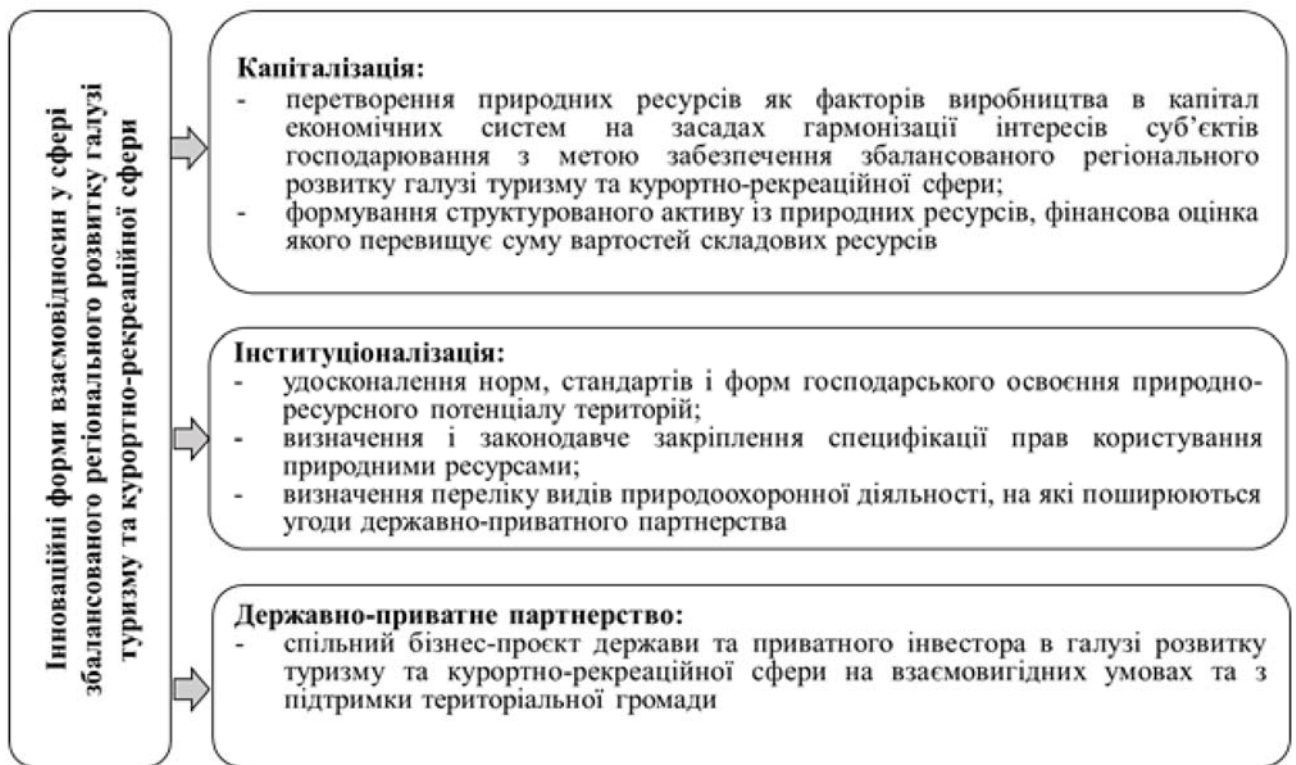 Інноваційні форми взаємовідносин у сфері
збалансованого регіонального розвитку галузі
туризму та курортно-рекреаційної сфери
Капіталізація:
- перетворення природних ресурсів як факторів виробництва в капітал
економічних систем на засадах гармонізації інтересів суб’єктів
господарювання з метою забезпечення збалансованого регіонального
розвитку галузі туризму та курортно-рекреаційної сфери;
- формування структурованого активу із природних ресурсів, фінансова оцінка
якого перевищує суму вартостей складових ресурсів
Інституціоналізація:
- удосконалення норм, стандартів і форм господарського освоєння природно-
ресурсного потенціалу територій;
- визначення і законодавче закріплення специфікації прав користування
природними ресурсами;
- визначення переліку видів природоохоронної діяльності, на які поширюються
угоди державно-приватного партнерства
Державно-приватне партнерство:
- спільний бізнес-проєкт держави та приватного інвестора в галузі розвитку
туризму та курортно-рекреаційної сфери на взаємовигідних умовах та з
підтримки територіальної громади